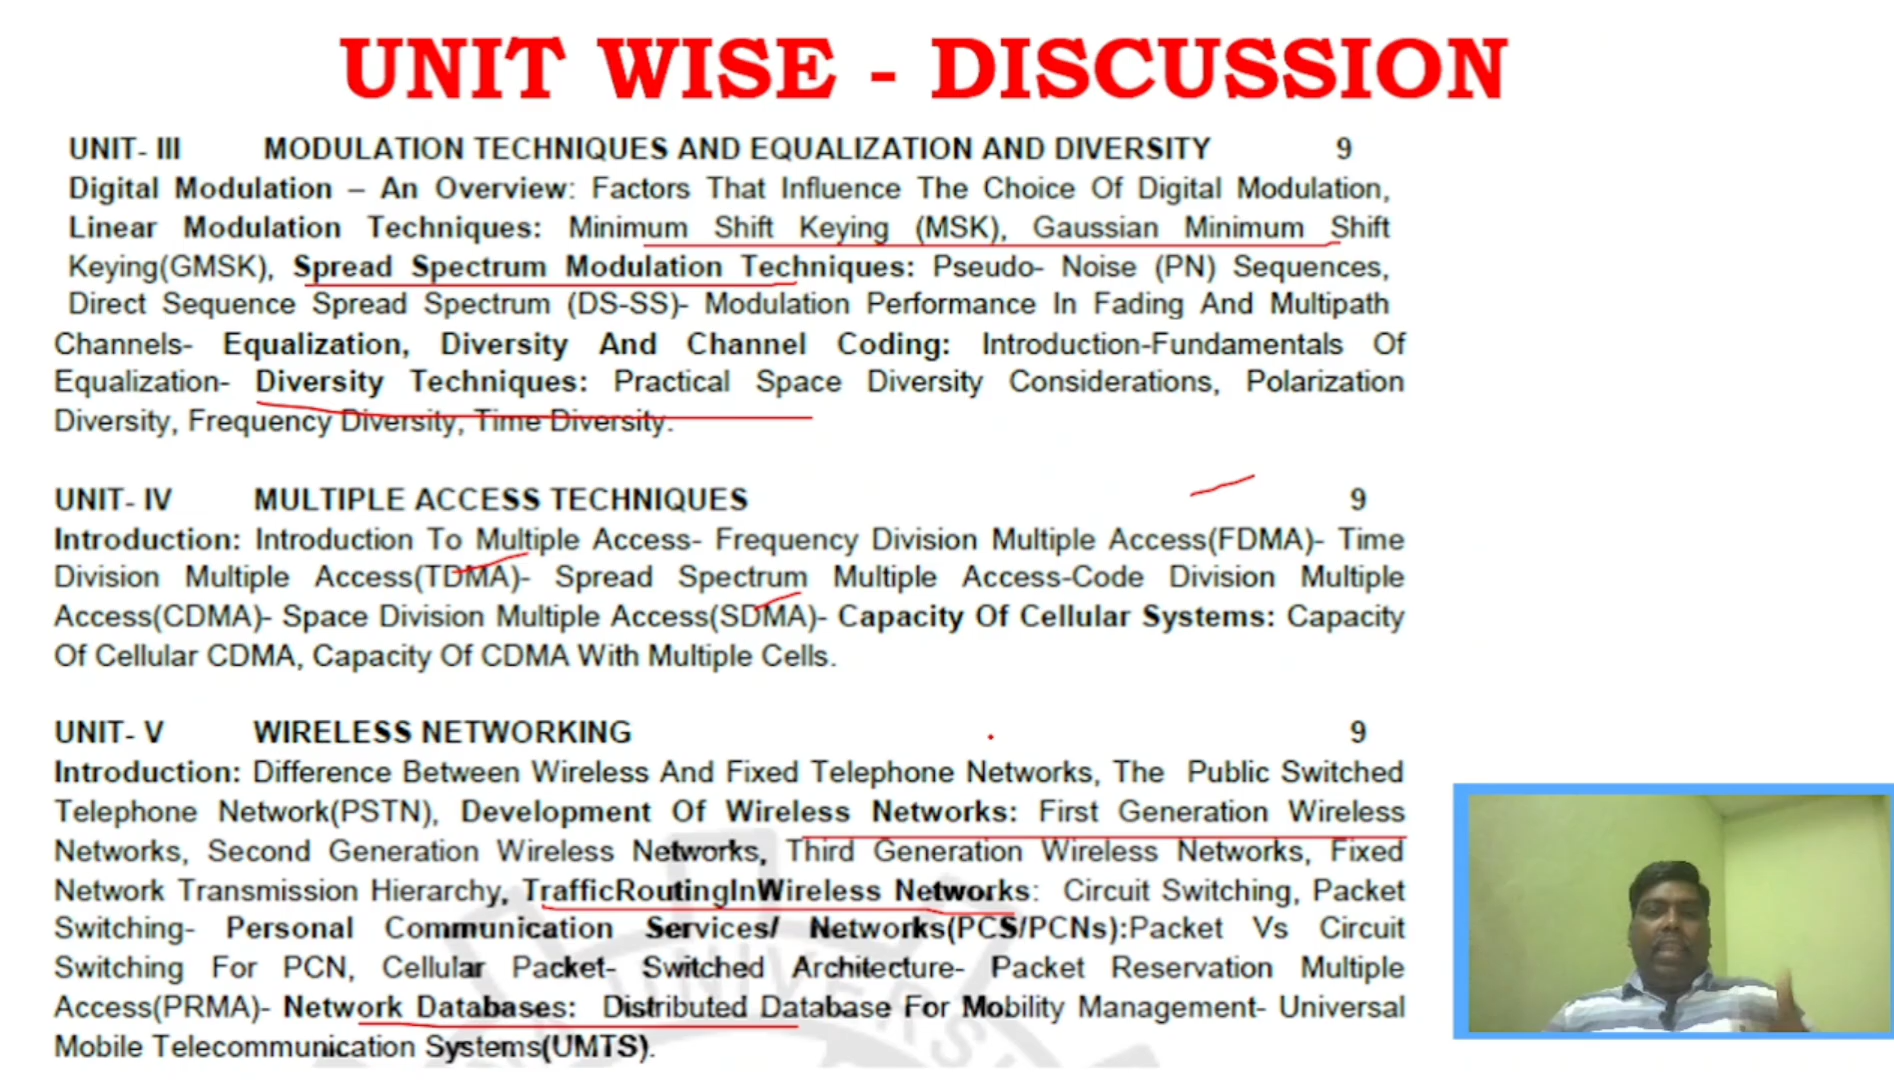 UNIT WISE - DISCUSSION
UNIT- III MODULATION TECHNIQUES AND EQUALIZATION AND DIVERSITY 9
Digital Modulation – An Overview: Factors That Influence The Choice Of Digital Modulation,
Linear Modulation Techniques: Minimum Shift Keying (MSK), Gaussian Minimum Shift
Keying(GMSK), Spread Spectrum Modulation Techniques: Pseudo- Noise (PN) Sequences,
Direct Sequence Spread Spectrum (DS-SS)- Modulation Performance In Fading And Multipath
Channels- Equalization, Diversity And Channel Coding: Introduction-Fundamentals Of
Equalization- Diversity Techniques: Practical Space Diversity Considerations, Polarization
Diversity, Frequency Diversity, Time Diversity.
UNIT- IV MULTIPLE ACCESS TECHNIQUES 9
Introduction: Introduction To Multiple Access- Frequency Division Multiple Access(FDMA)- Time
Division Multiple Access(TDMA)- Spread Spectrum Multiple Access-Code Division Multiple
Access(CDMA)- Space Division Multiple Access(SDMA)- Capacity Of Cellular Systems: Capacity
Of Cellular CDMA, Capacity Of CDMA With Multiple Cells.
UNIT- V WIRELESS NETWORKING 9
Introduction: Difference Between Wireless And Fixed Telephone Networks, The Public Switched
Telephone Network(PSTN), Development Of Wireless Networks: First Generation Wireless
Networks, Second Generation Wireless Networks, Third Generation Wireless Networks, Fixed
Network Transmission Hierarchy, TrafficRoutingInWireless Networks: Circuit Switching, Packet
Switching- Personal Communication Services/ Networks(PCS/PCNs):Packet Vs Circuit
Switching For PCN, Cellular Packet- Switched Architecture- Packet Reservation Multiple
Access(PRMA)- Network Databases: Distributed Database For Mobility Management- Universal
Mobile Telecommunication Systems(UMTS).